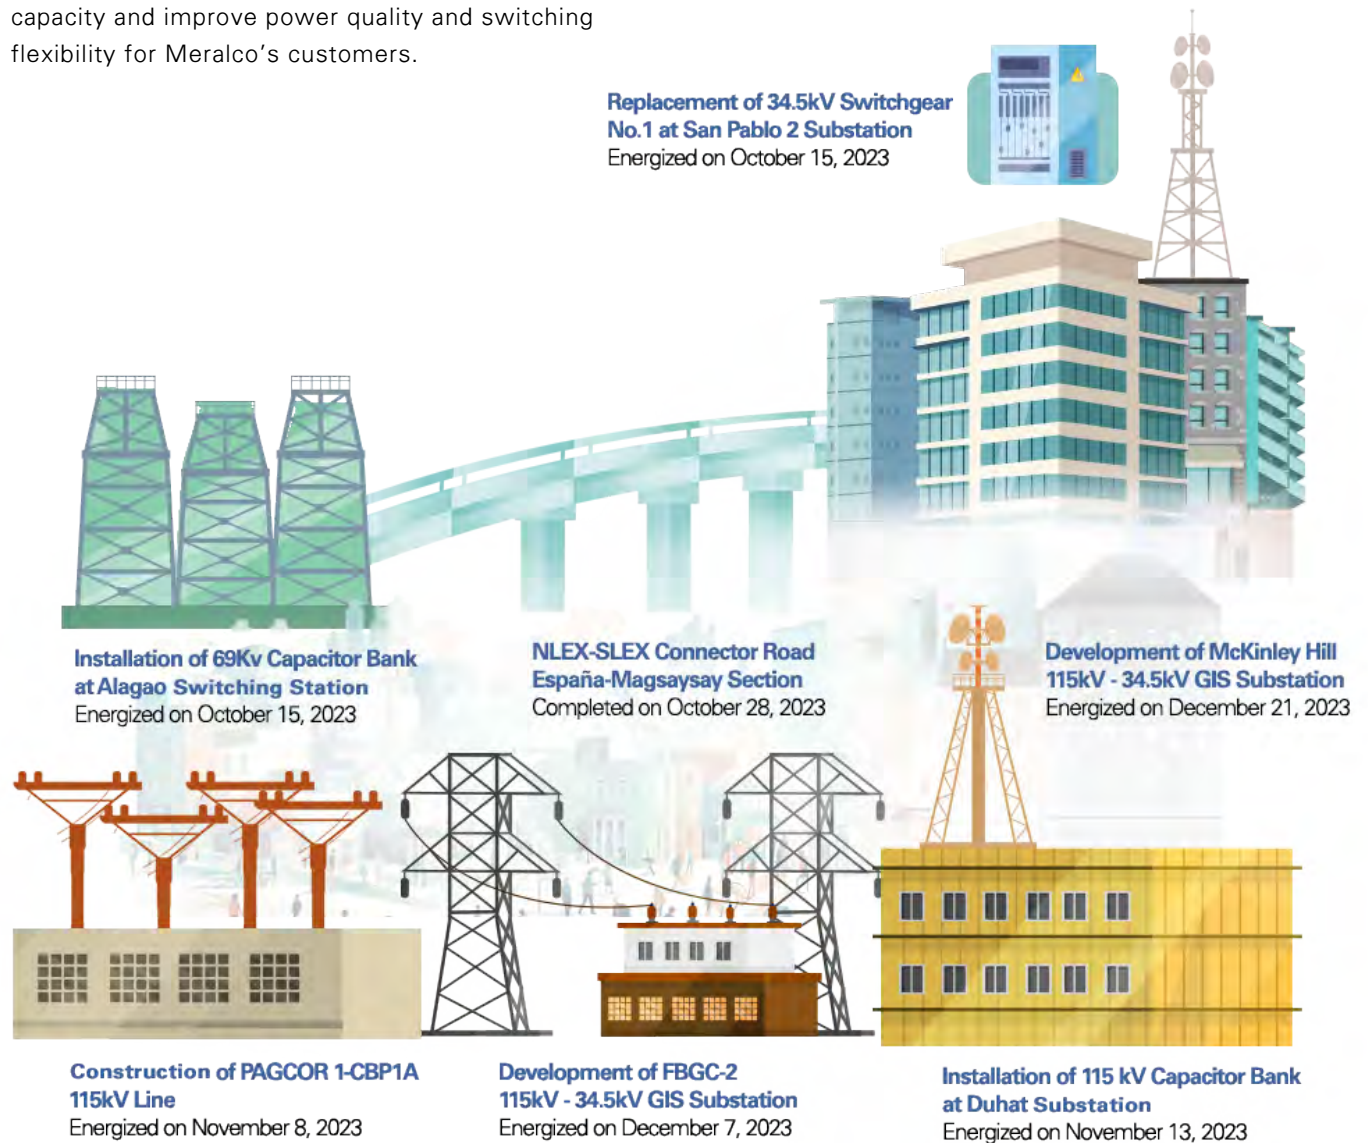 capacity and improve power quality and switching
flexibility for Meralco’s customers.
Replacement of 34.5kV Switchgear
No.1 at San Pablo 2 Substation
Energized on October 15, 2023
Installation of 69Kv Capacitor Bank
at Alagao Switching Station
Energized on October 15, 2023
NLEX-SLEX Connector Road
España-Magsaysay Section
Completed on October 28, 2023
Development of McKinley Hill
115kV - 34.5kV GIS Substation
Energized on December 21, 2023
Construction of PAGCOR 1-CBP1A
115kV Line
Energized on November 8, 2023
Development of FBGC-2
115kV - 34.5kV GIS Substation
Energized on December 7, 2023
Installation of 115 kV Capacitor Bank
at Duhat Substation
Energized on November 13, 2023